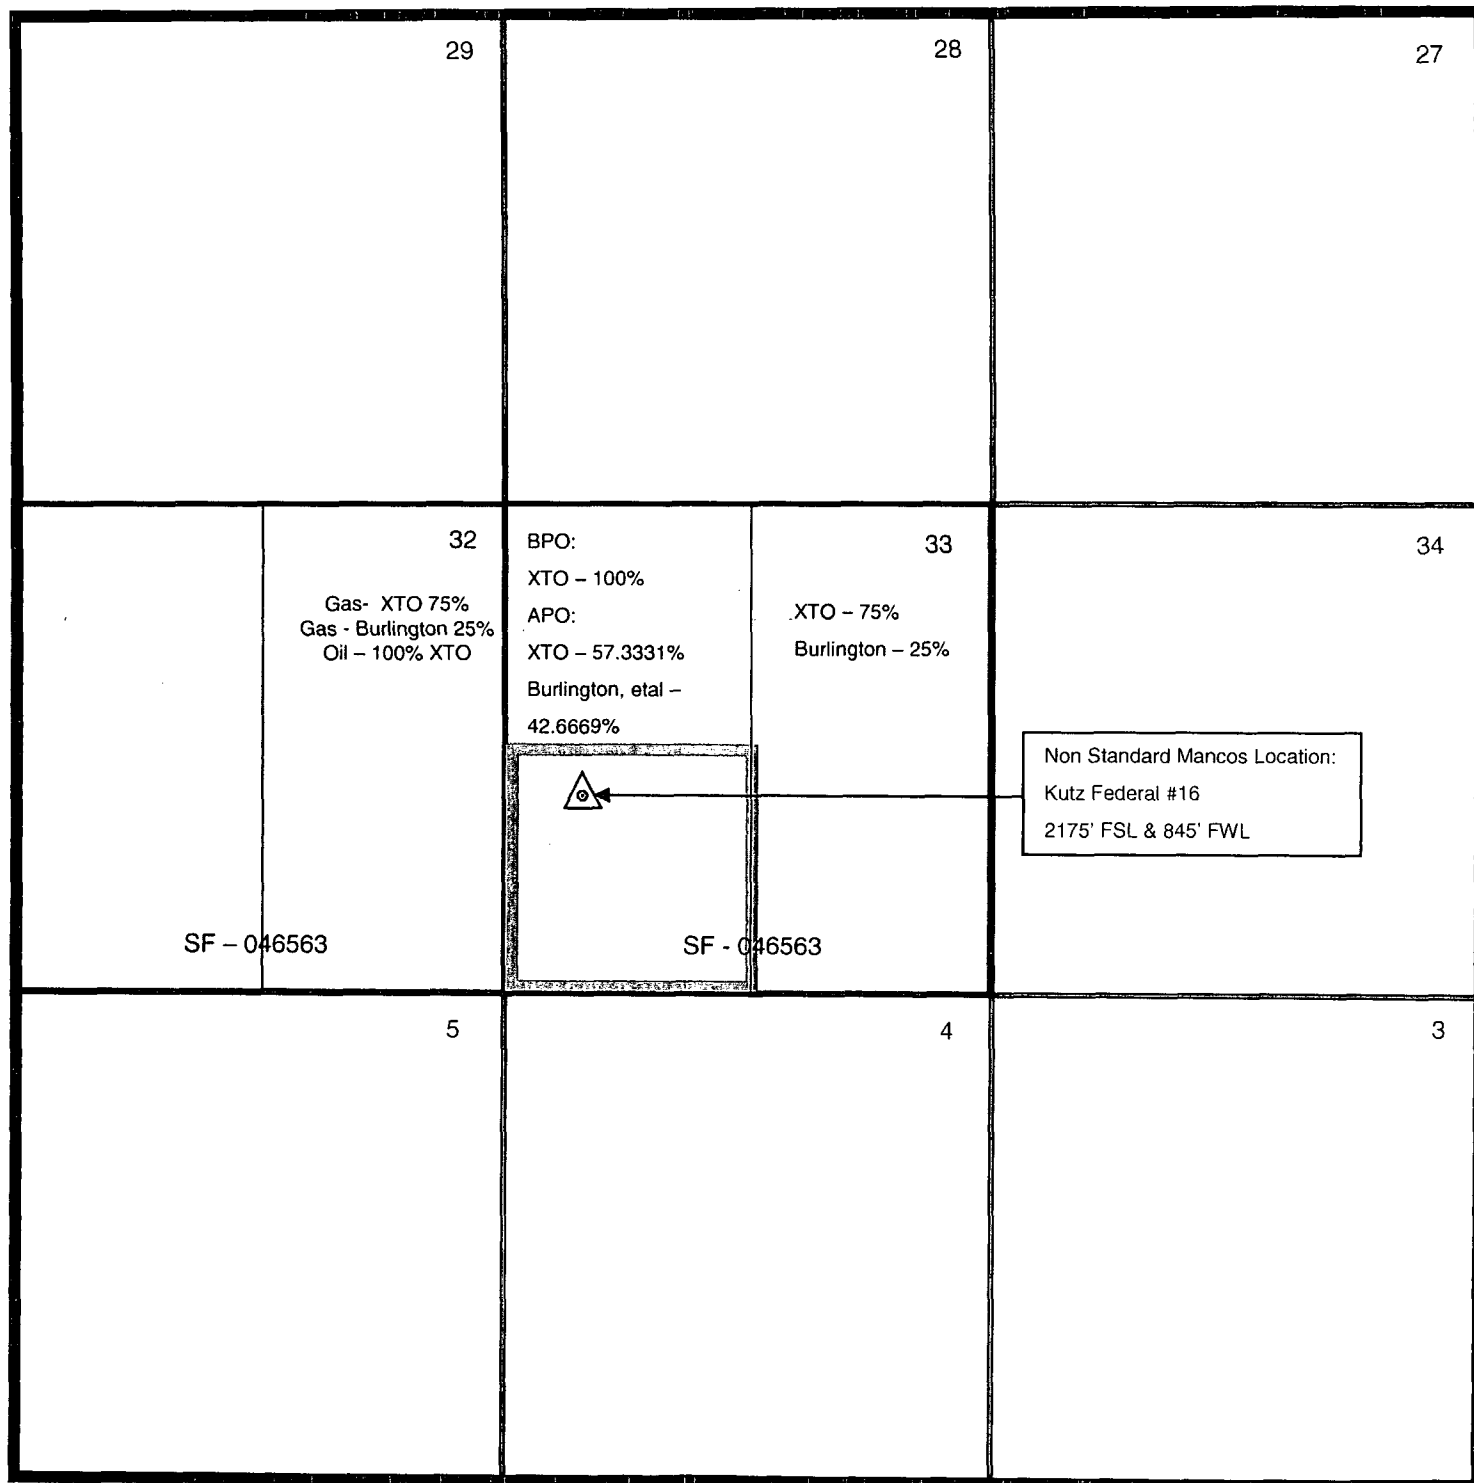 29
28
27
32
Gas- XTO 75%
Gas - Burlington 25%
Oil – 100% XTO
BPO:
XTO – 100%
APO:
XTO – 57.3331%
Burlington, etal –
42.6669%
33
XTO – 75%
Burlington – 25%
34
Non Standard Mancos Location:
Kutz Federal #16
2175' FSL & 845' FWL
SF – 046563
SF - 046563
5
4
3